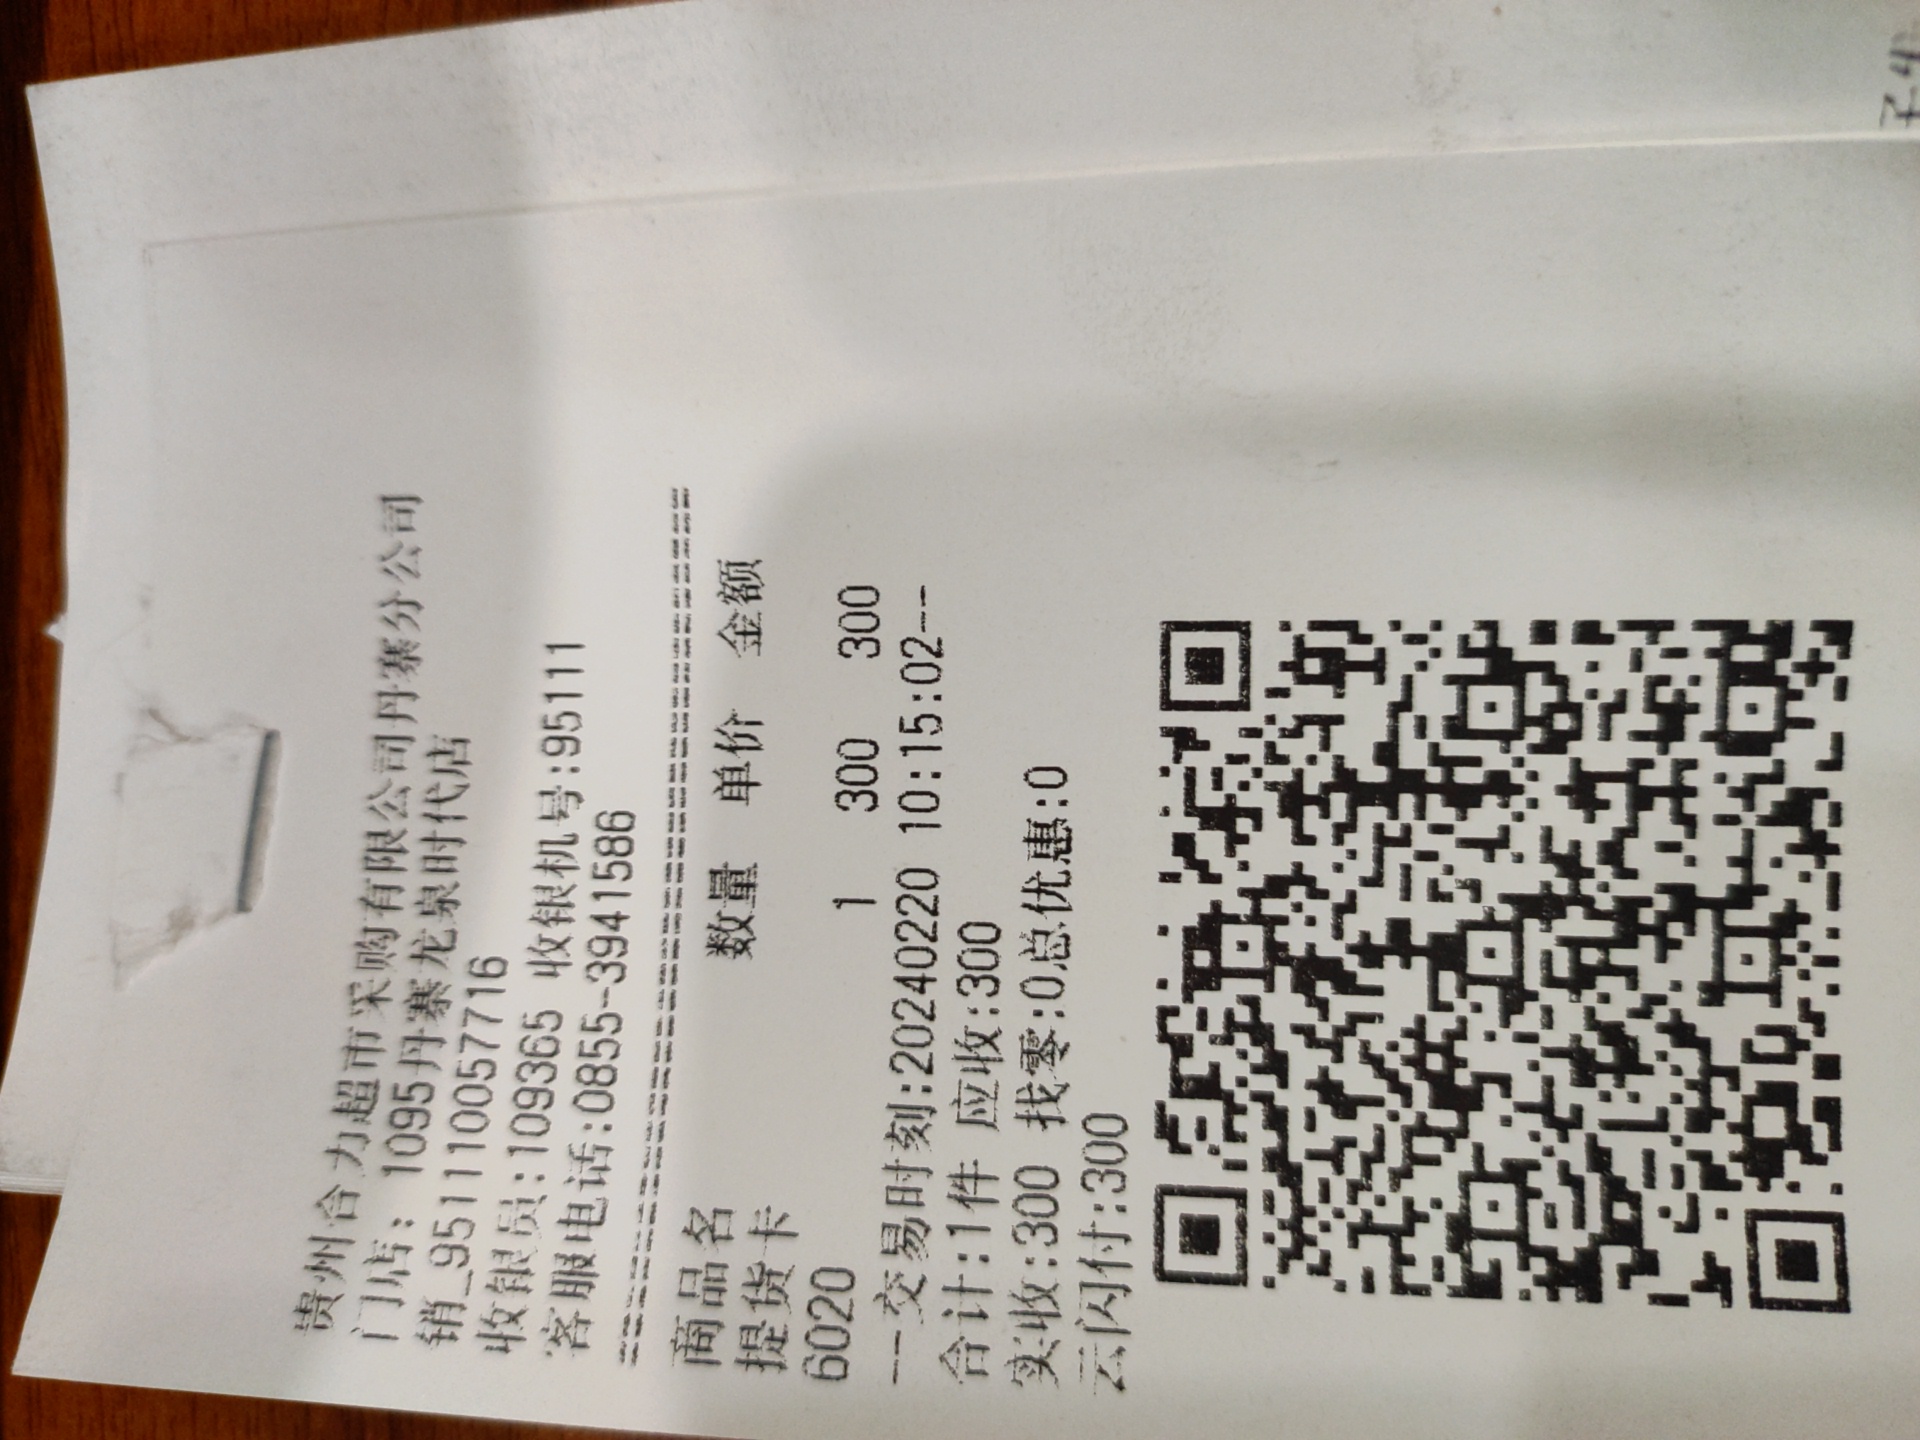 贵州合力超市采购有限公司丹寨分公司
门店: 1095丹寨龙泉时代店
销_9511100577​16
收银员:109365 收银机号:95111
客服电话:0855-3941586
商品名 数量 单价 金额
提货卡
6020 1 300 300
--交易时刻:20240220 10:15:02--
合计:1件 应收:300
实收:300 找零:0总优惠:0
云闪付:300